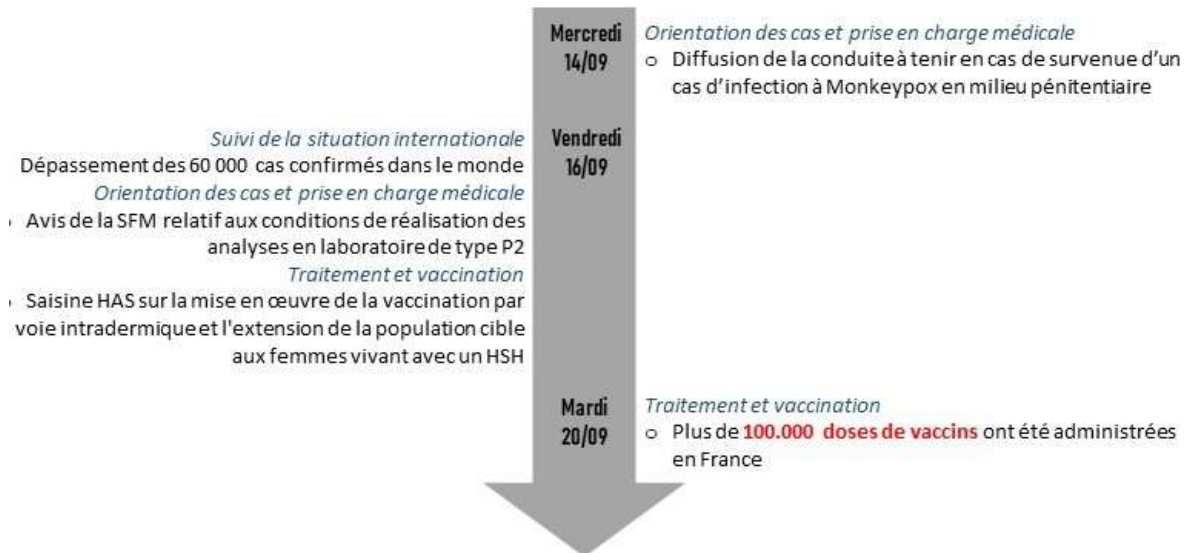 Mercredi
14/09
Orientation des cas et prise en charge médicale
o Diffusion de la conduite à tenir en cas de survenue d'un
cas d'infection à Monkeypox en milieu pénitentiaire
Vendredi
16/09
Suivi de la situation internationale
Dépassement des 60 000 cas confirmés dans le monde
Orientation des cas et prise en charge médicale
Avis de la SFM relatif aux conditions de réalisation des
analyses en laboratoire de type P2
Traitement et vaccination
Saisine HAS sur la mise en œuvre de la vaccination par
voie intradermique et l'extension de la population cible
aux femmes vivant avec un HSH
Mardi
20/09
Traitement et vaccination
o Plus de 100.000 doses de vaccins ont été administrées
en France